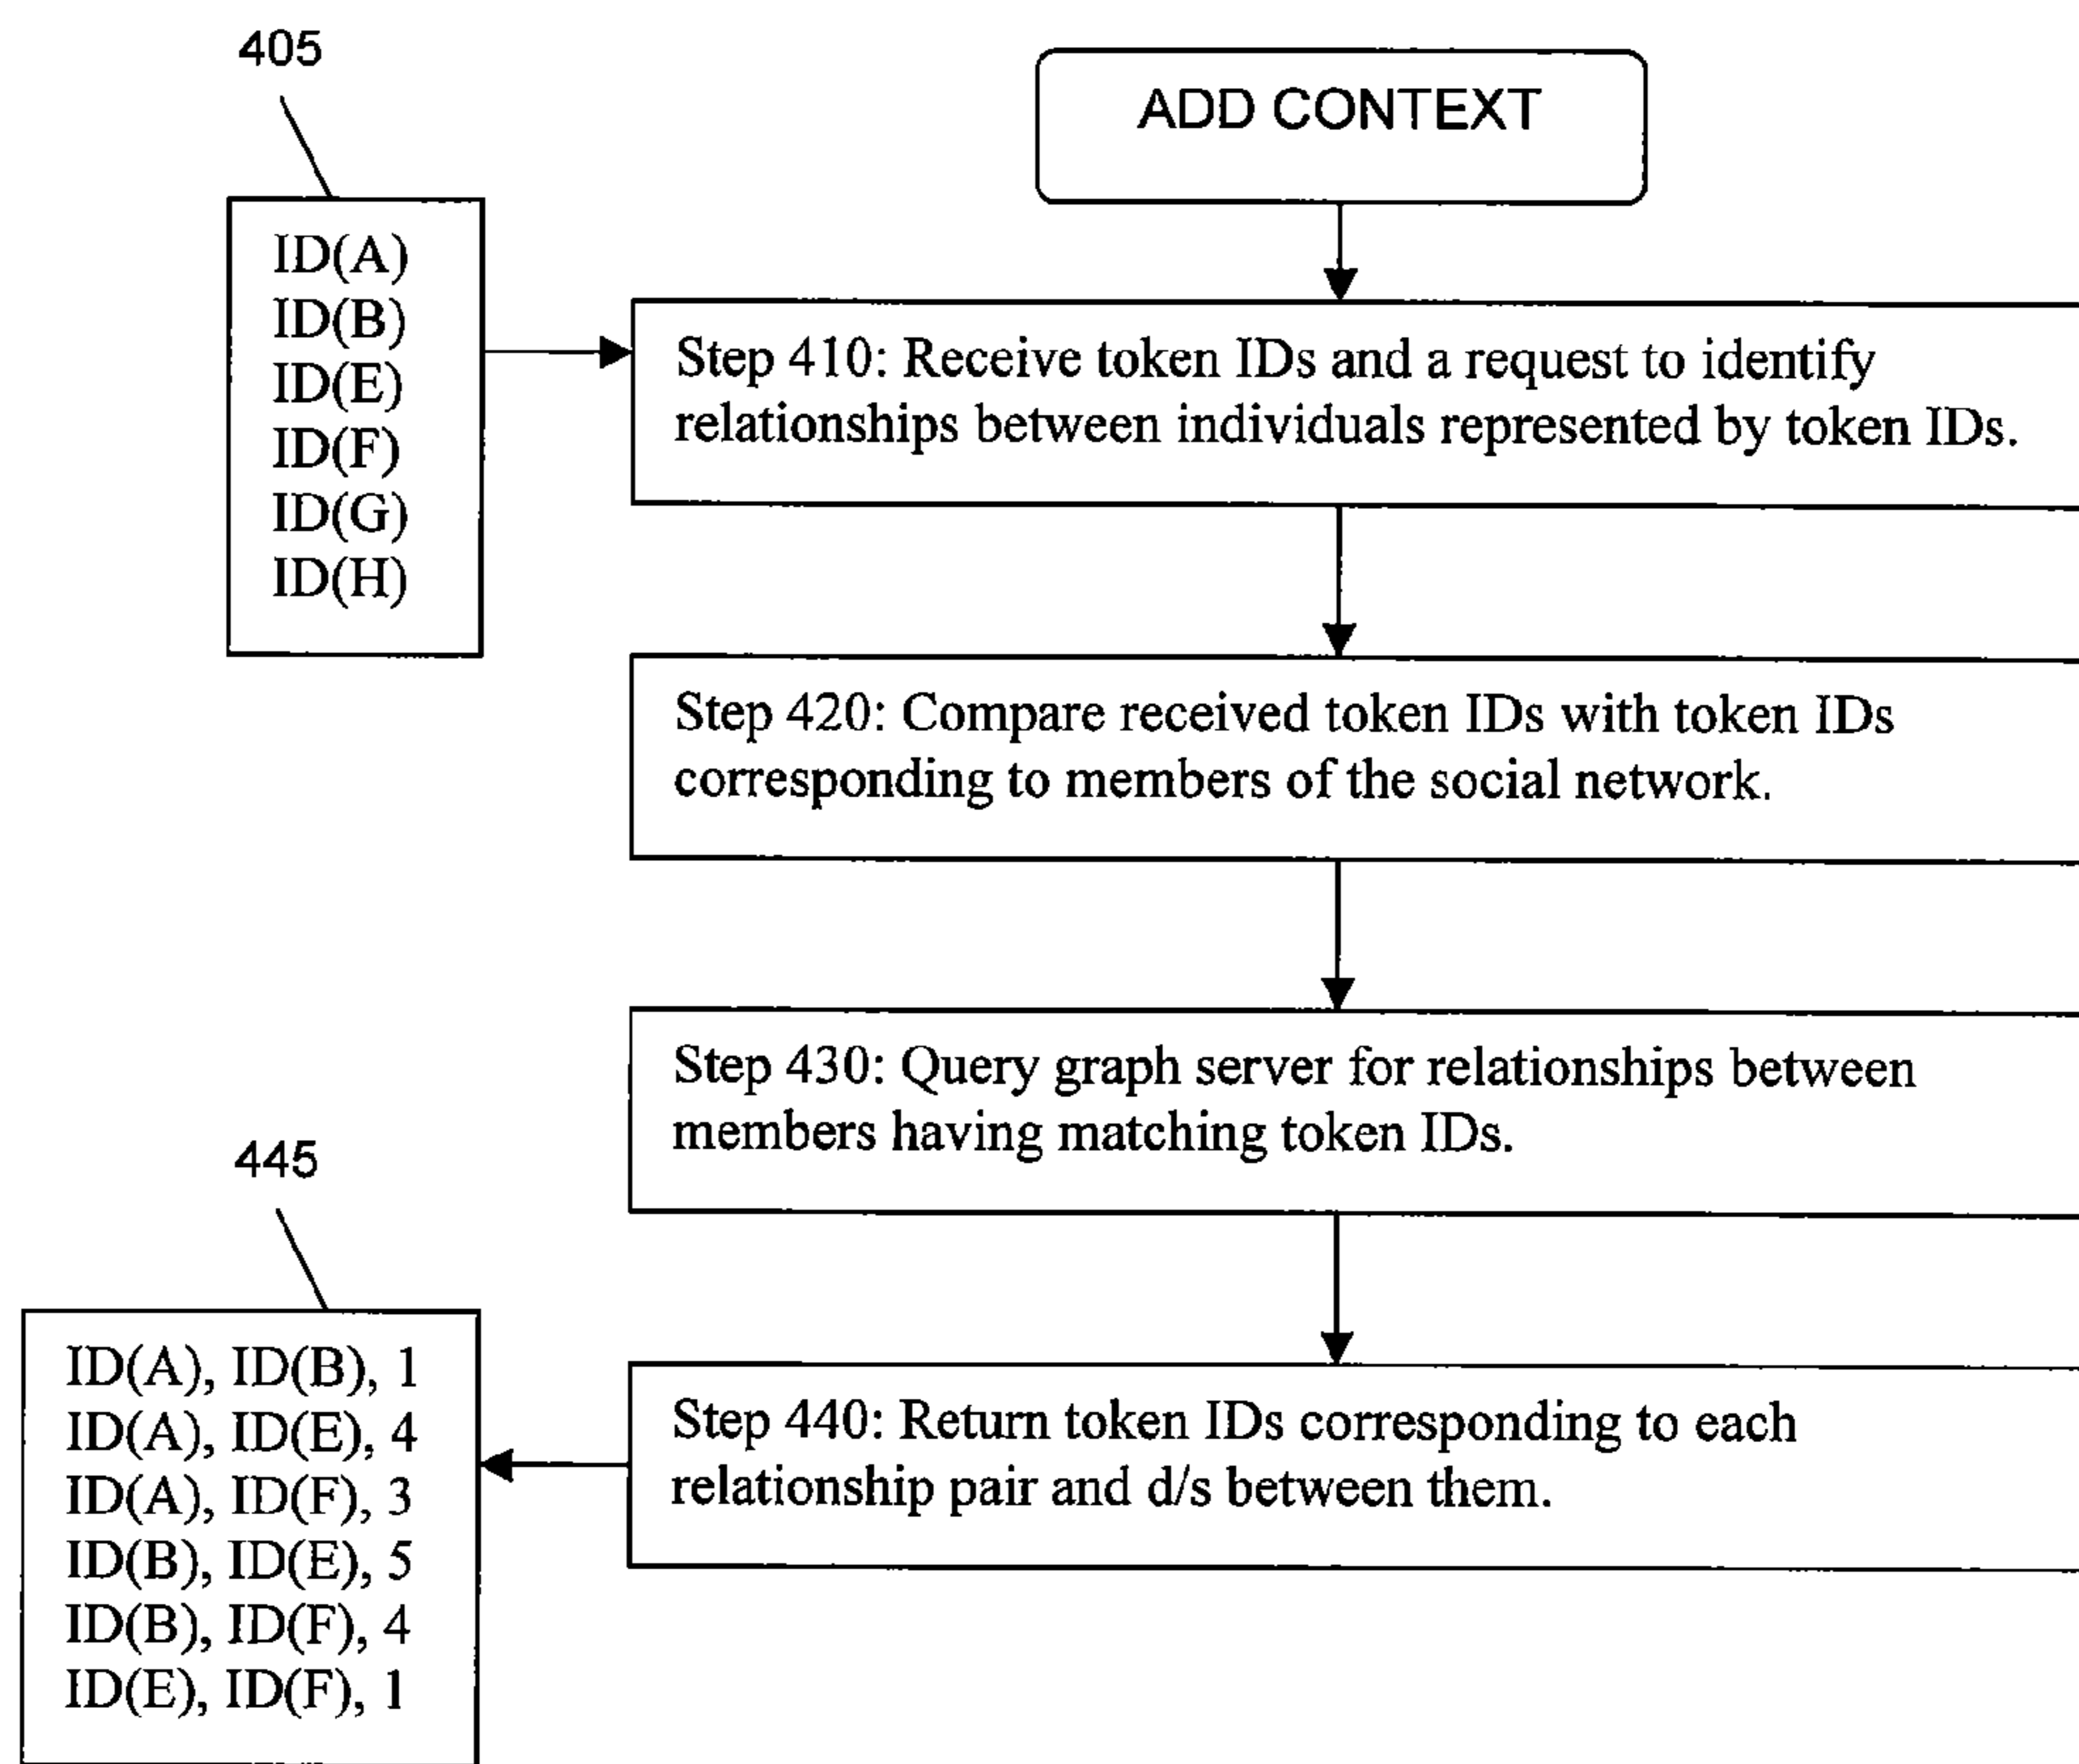 405
ADD CONTEXT
ID(A)
ID(B)
ID(E)
ID(F)
ID(G)
ID(H)
Step 410: Receive token IDs and a request to identify
relationships between individuals represented by token IDs.
Step 420: Compare received token IDs with token IDs
corresponding to members of the social network.
Step 430: Query graph server for relationships between
members having matching token IDs.
445
ID(A), ID(B), 1
ID(A), ID(E), 4
ID(A), ID(F), 3
ID(B), ID(E), 5
ID(B), ID(F), 4
ID(E), ID(F), 1
Step 440: Return token IDs corresponding to each
relationship pair and d/s between them.